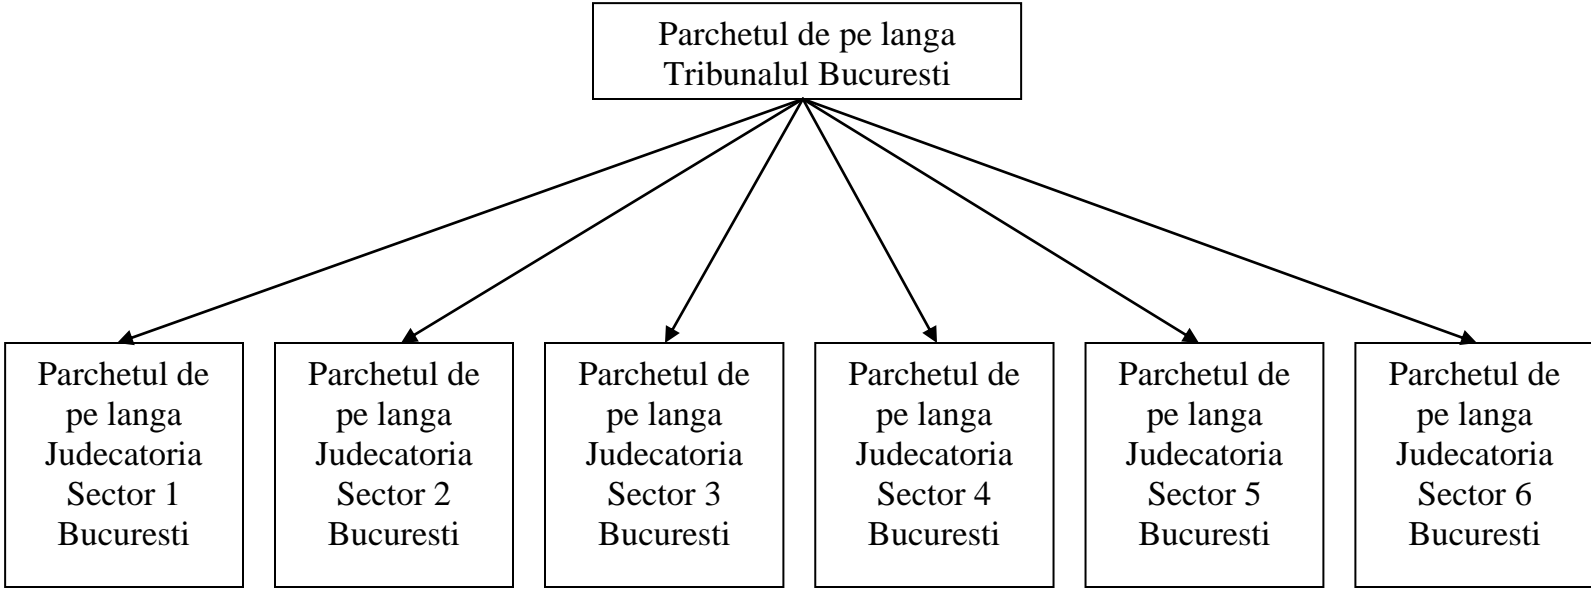 Parchetul de pe langa
Tribunalul Bucuresti
Parchetul de
pe langa
Judecatoria
Sector 1
Bucuresti
Parchetul de
pe langa
Judecatoria
Sector 2
Bucuresti
Parchetul de
pe langa
Judecatoria
Sector 3
Bucuresti
Parchetul de
pe langa
Judecatoria
Sector 4
Bucuresti
Parchetul de
pe langa
Judecatoria
Sector 5
Bucuresti
Parchetul de
pe langa
Judecatoria
Sector 6
Bucuresti